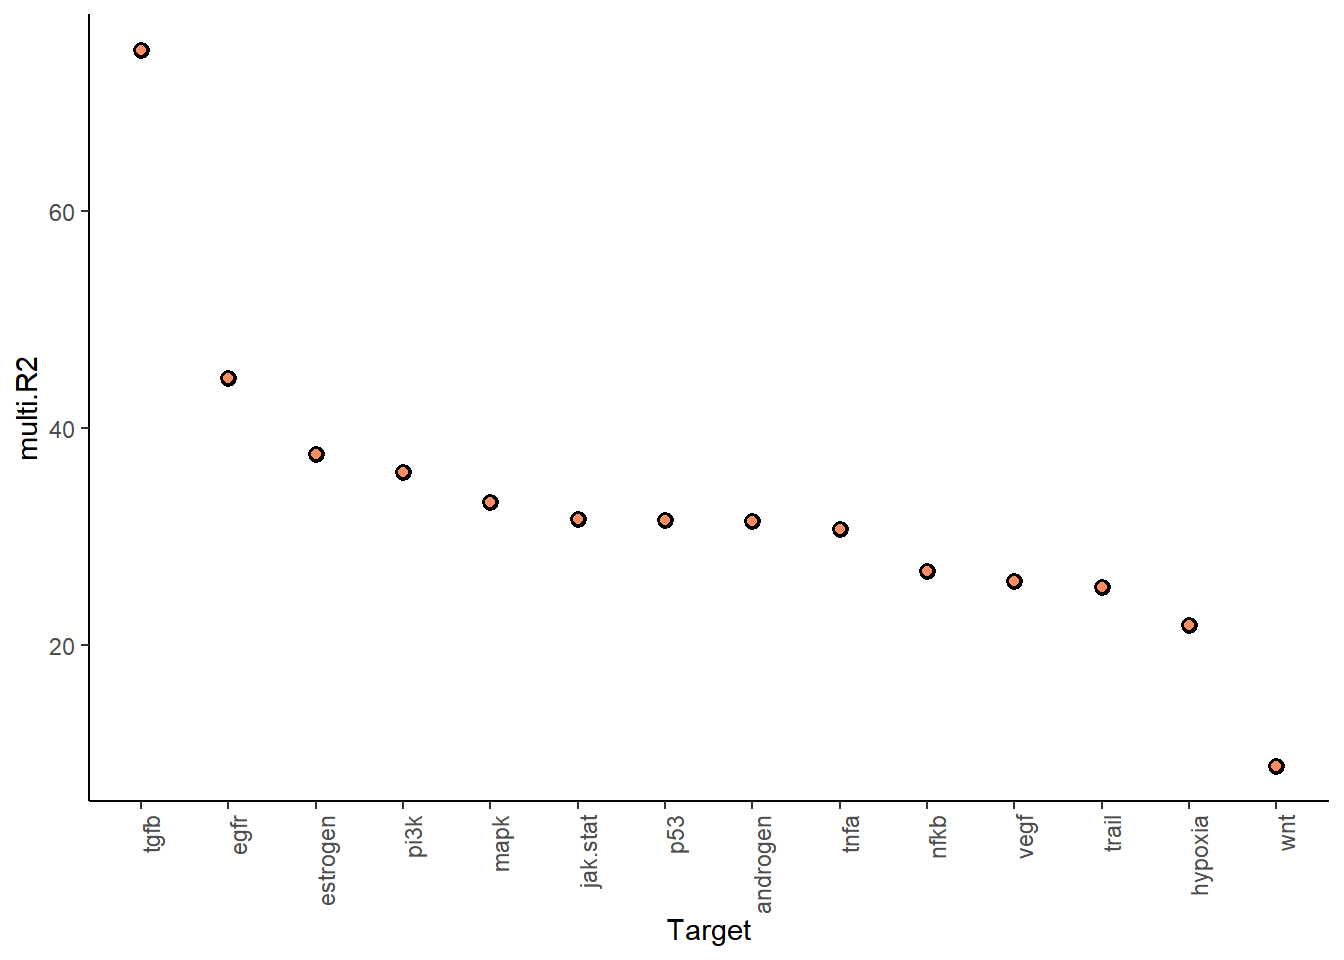 multi.R2
60
40
20
tgfb
egfr
estrogen
pi3k
mapk
jak.stat
p53
androgen
tnfa
nfkb
vegf
trail
hypoxia
wnt
Target